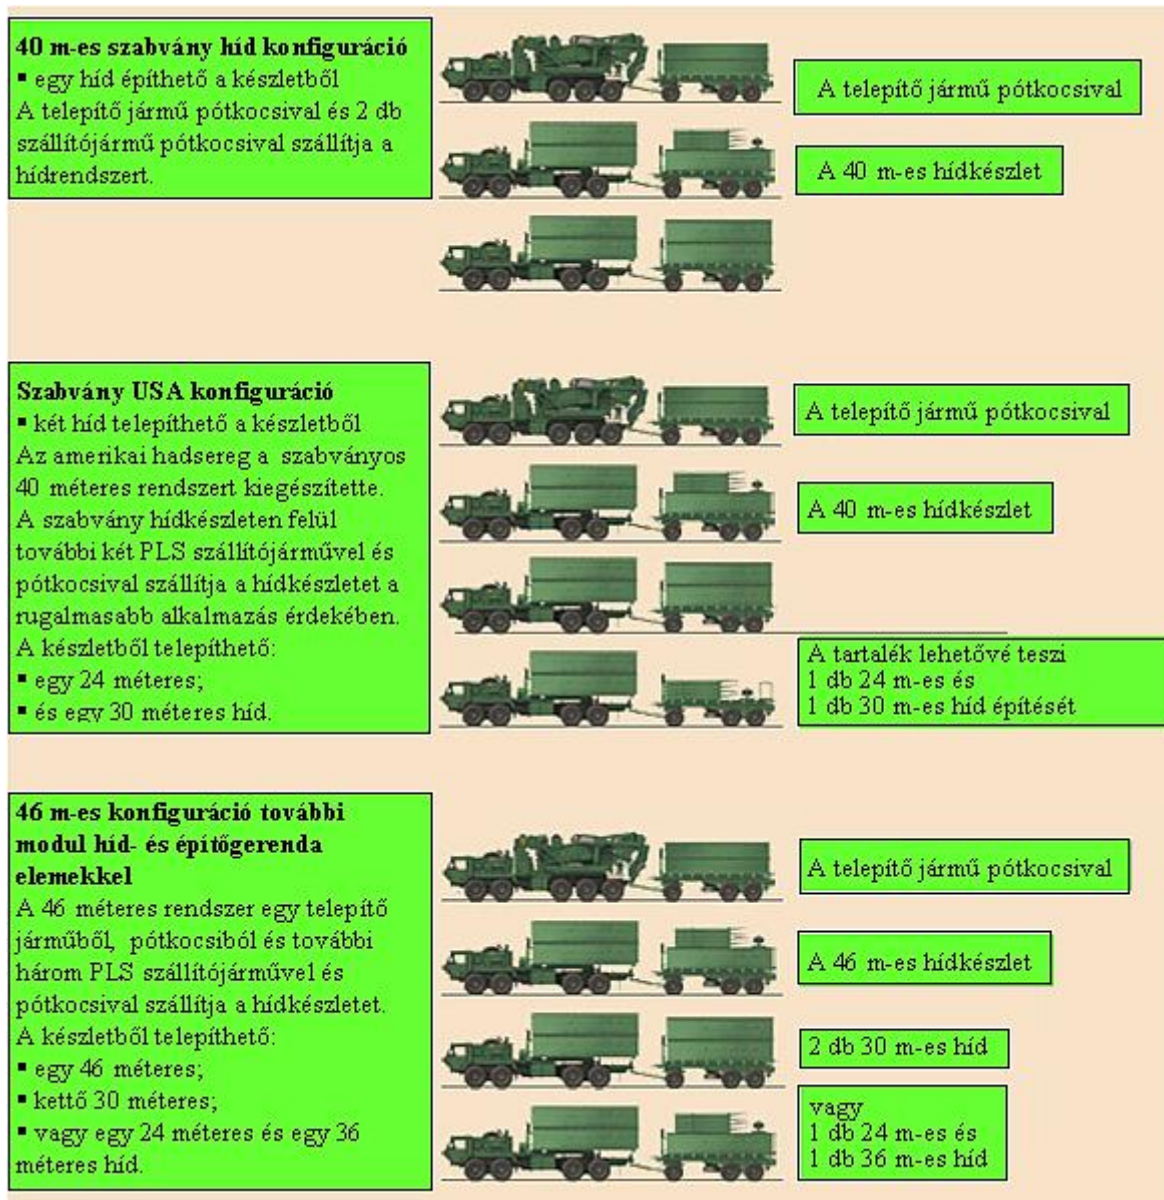 40 m-es szabvány híd konfiguráció
▪ egy híd építhető a készletből
A telepítő jármű pótkocsival és 2 db
szállítójármű pótkocsival szállítja a
hídrendszert.
A telepítő jármű pótkocsival
A 40 m-es hídkészlet
Szabvány USA konfiguráció
▪ két híd telepíthető a készletből
Az amerikai hadsereg a szabványos
40 méteres rendszert kiegészítette.
A szabvány hídkészleten felül
további két PLS szállítójárművel és
pótkocsival szállítja a hídkészletet a
rugalmasabb alkalmazás érdekében.
A készletből telepíthető:
▪ egy 24 méteres;
▪ és egy 30 méteres híd.
A telepítő jármű pótkocsival
A 40 m-es hídkészlet
A tartalék lehetővé teszi
1 db 24 m-es és
1 db 30 m-es híd építését
46 m-es konfiguráció további
modul híd- és építőgerenda
elemekkel
A 46 méteres rendszer egy telepítő
járműből, pótkocsiból és további
három PLS szállítójárművel és
pótkocsival szállítja a hídkészletet.
A készletből telepíthető:
▪ egy 46 méteres;
▪ kettő 30 méteres;
▪ vagy egy 24 méteres és egy 36
méteres híd.
A telepítő jármű pótkocsival
A 46 m-es hídkészlet
2 db 30 m-es híd
vagy
1 db 24 m-es és
1 db 36 m-es híd